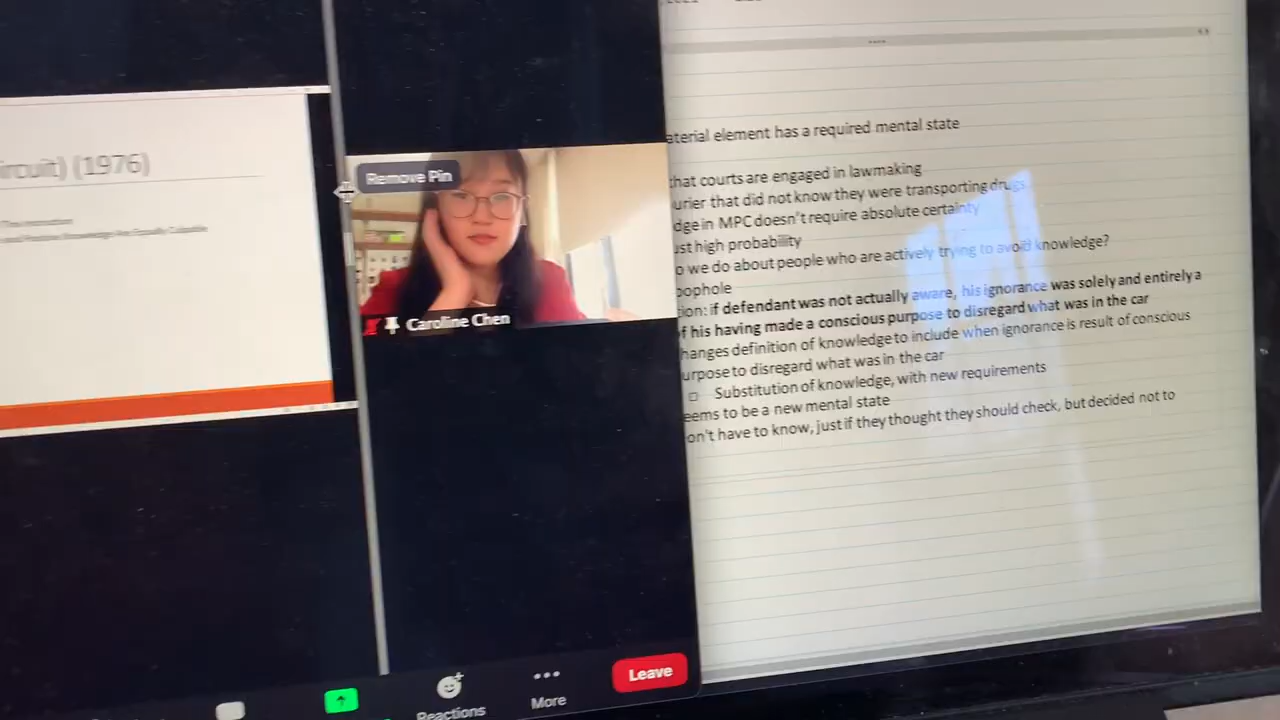 ircuit) (1976)
Remove Pin
Caroline Chen
aterial element has a required mental state
that courts are engaged in lawmaking
urier that did not know they were transporting drugs
dge in MPC doesn't require absolute certainty
ust high probability
o we do about people who are actively trying to avoid knowledge?
oophole
tion: if defendant was not actually aware, his ignorance was solely and entirely a
f his having made a conscious purpose to disregard what was in the car
hanges definition of knowledge to include when ignorance is result of conscious
urpose to disregard what was in the car
Substitution of knowledge, with new requirements
eems to be a new mental state
on't have to know, just if they thought they should check, but decided not to
Reactions
More
Leave